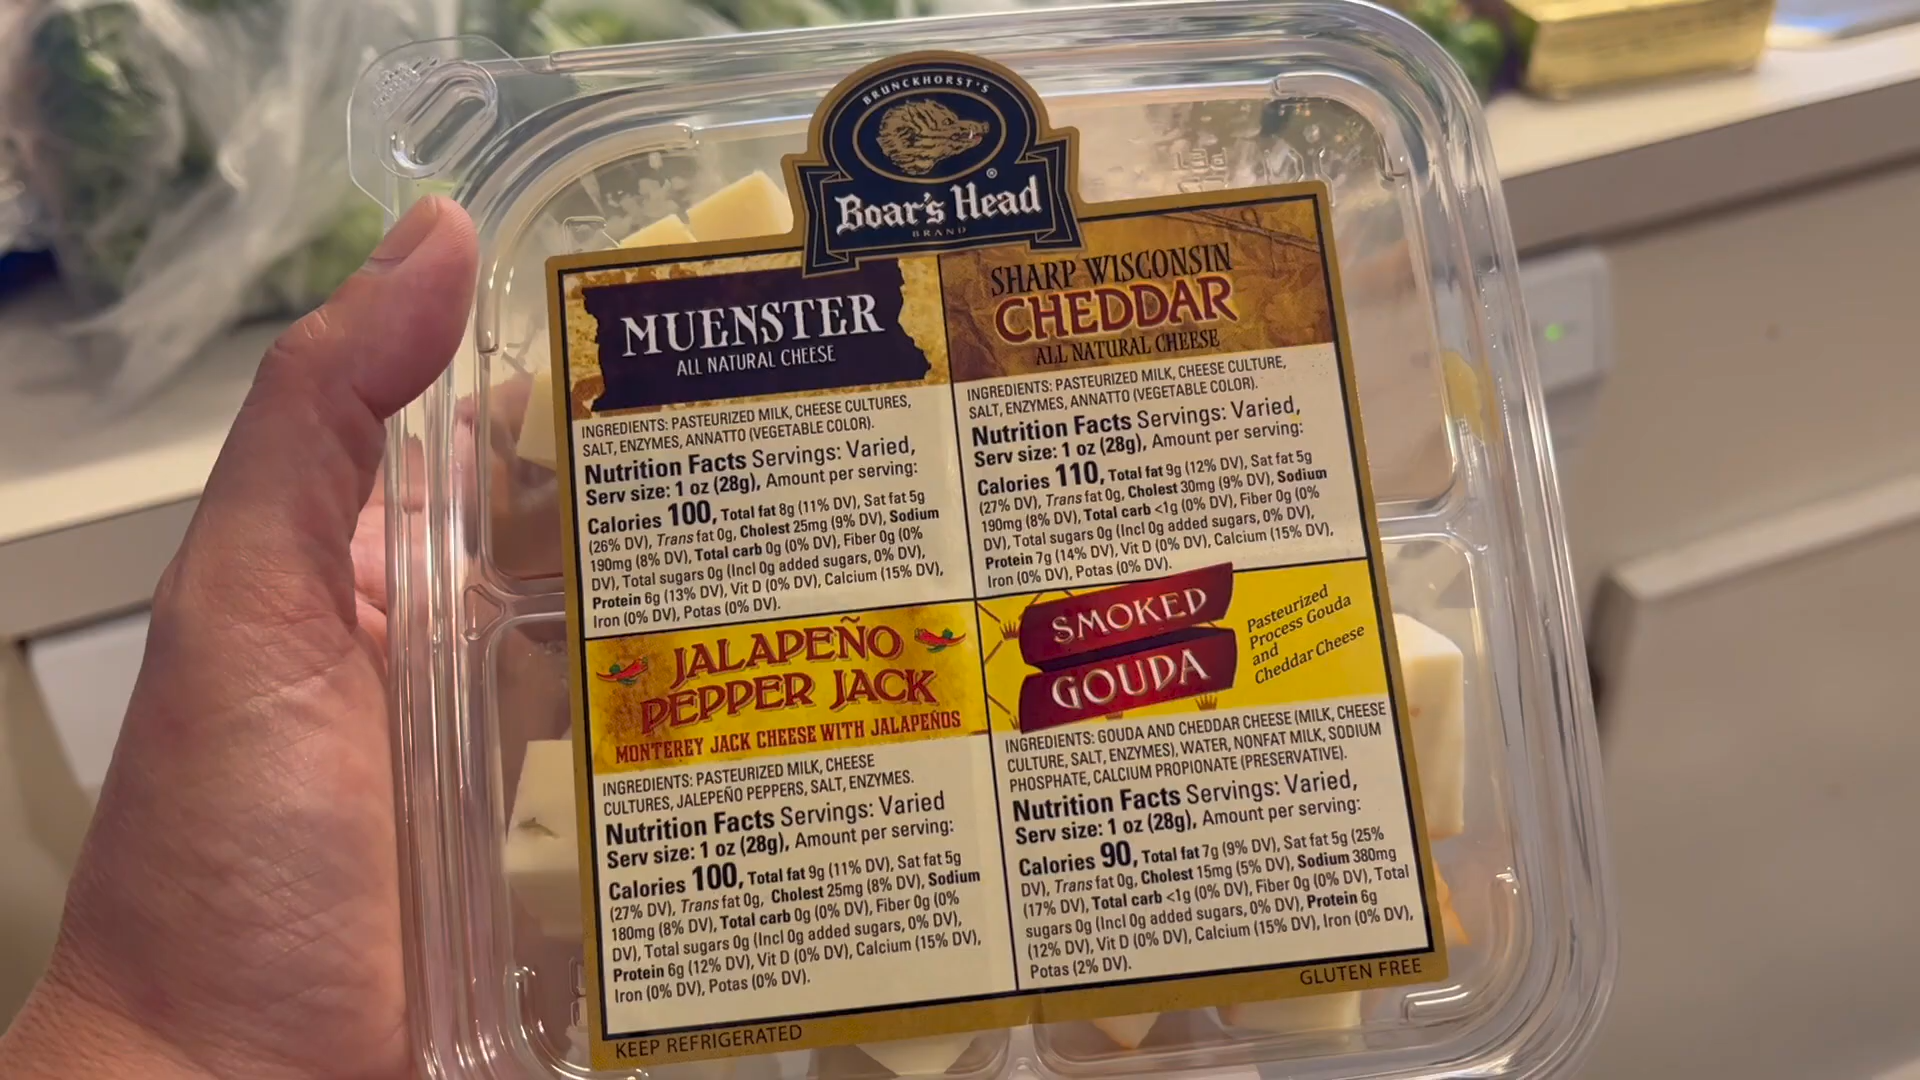 BRUNCKHORST'S
Boar's Head®
BRAND
MUENSTER
ALL NATURAL CHEESE
INGREDIENTS: PASTEURIZED MILK, CHEESE CULTURES,
SALT, ENZYMES, ANNATTO (VEGETABLE COLOR).
Nutrition Facts Servings: Varied,
Serv size: 1 oz (28g), Amount per serving:
Calories 100, Total fat 8g (11% DV), Sat fat 5g
(26% DV), Trans fat 0g, Cholest 25mg (9% DV), Sodium
190mg (8% DV), Total carb 0g (0% DV), Fiber 0g (0%
DV), Total sugars 0g (Incl 0g added sugars, 0% DV),
Protein 6g (13% DV), Vit D (0% DV), Calcium (15% DV),
Iron (0% DV), Potas (0% DV).
SHARP WISCONSIN
CHEDDAR
ALL NATURAL CHEESE
INGREDIENTS: PASTEURIZED MILK, CHEESE CULTURE,
SALT, ENZYMES, ANNATTO (VEGETABLE COLOR).
Nutrition Facts Servings: Varied,
Serv size: 1 oz (28g), Amount per serving:
Calories 110, Total fat 9g (12% DV), Sat fat 5g
(27% DV), Trans fat 0g, Cholest 30mg (9% DV), Sodium
190mg (8% DV), Total carb <1g (0% DV), Fiber 0g (0%
DV), Total sugars 0g (Incl 0g added sugars, 0% DV),
Protein 7g (14% DV), Vit D (0% DV), Calcium (15% DV),
Iron (0% DV), Potas (0% DV).
JALAPEÑO
PEPPER JACK
MONTEREY JACK CHEESE WITH JALAPEÑOS
INGREDIENTS: PASTEURIZED MILK, CHEESE
CULTURES, JALEPEÑO PEPPERS, SALT, ENZYMES.
Nutrition Facts Servings: Varied
Serv size: 1 oz (28g), Amount per serving:
Calories 100, Total fat 9g (11% DV), Sat fat 5g
(27% DV), Trans fat 0g, Cholest 25mg (8% DV), Sodium
180mg (8% DV), Total carb 0g (0% DV), Fiber 0g (0%
DV), Total sugars 0g (Incl 0g added sugars, 0% DV),
Protein 6g (12% DV), Vit D (0% DV), Calcium (15% DV),
Iron (0% DV), Potas (0% DV).
SMOKED
GOUDA
Pasteurized
Process Gouda
and
Cheddar Cheese
INGREDIENTS: GOUDA AND CHEDDAR CHEESE (MILK, CHEESE
CULTURE, SALT, ENZYMES), WATER, NONFAT MILK, SODIUM
PHOSPHATE, CALCIUM PROPIONATE (PRESERVATIVE).
Nutrition Facts Servings: Varied,
Serv size: 1 oz (28g), Amount per serving:
Calories 90, Total fat 7g (9% DV), Sat fat 5g (25%
DV), Trans fat 0g, Cholest 15mg (5% DV), Sodium 380mg
(17% DV), Total carb <1g (0% DV), Fiber 0g (0% DV), Total
sugars 0g (Incl 0g added sugars, 0% DV), Protein 6g
(12% DV), Vit D (0% DV), Calcium (15% DV), Iron (0% DV),
Potas (2% DV).
KEEP REFRIGERATED
GLUTEN FREE